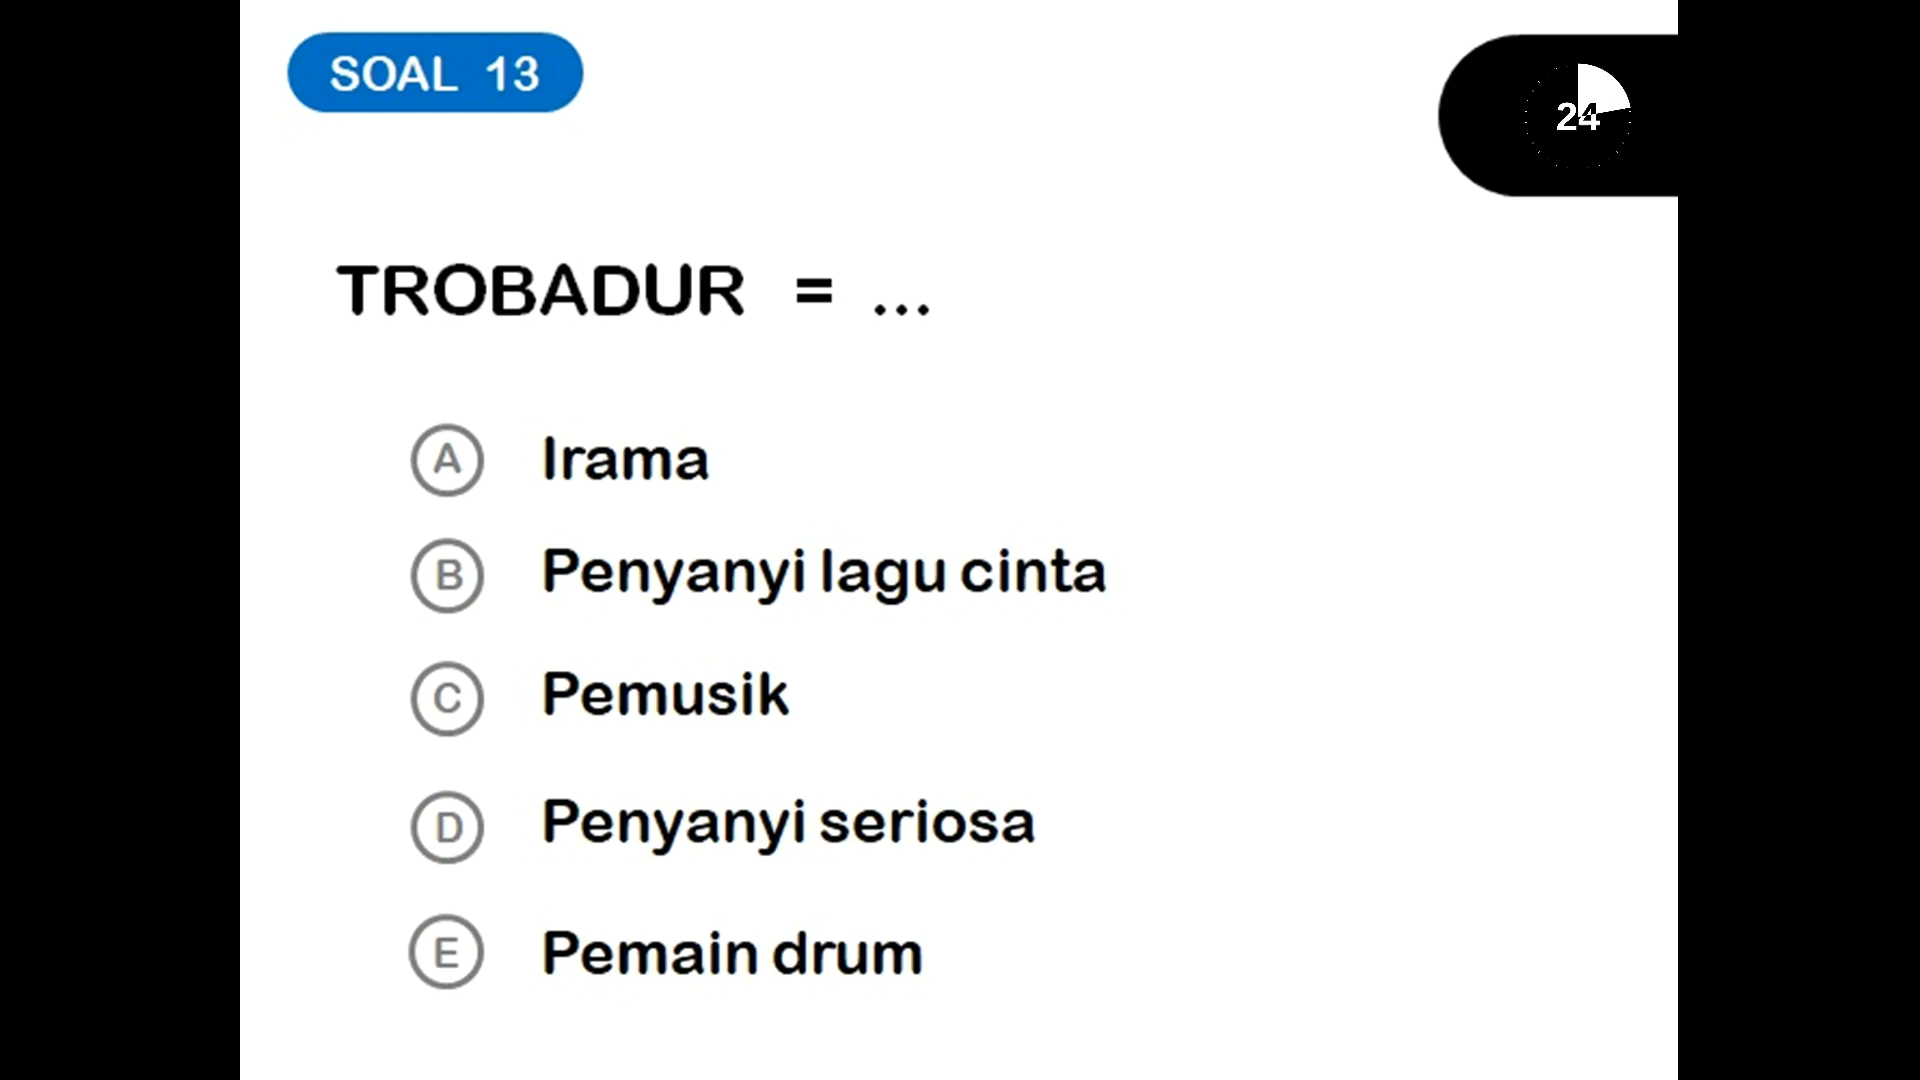 SOAL 13
24
TROBADUR = ...
A Irama
B Penyanyi lagu cinta
C Pemusik
D Penyanyi seriosa
E Pemain drum